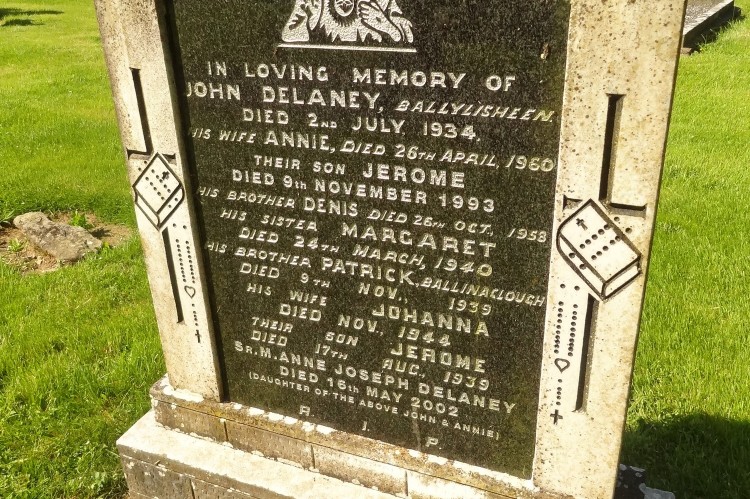 IN LOVING MEMORY OF
JOHN DELANEY, BALLYLISHEEN.
DIED 2ND JULY 1934.
HIS WIFE ANNIE, DIED 26TH APRIL, 1960
THEIR SON JEROME
DIED 9TH NOVEMBER 1993
HIS BROTHER DENIS DIED 26TH OCT, 1958
HIS SISTER MARGARET
DIED 24TH MARCH, 1940
HIS BROTHER PATRICK, BALLINACLOUGH
DIED 9TH NOV., 1939
HIS WIFE JOHANNA
DIED NOV, 1944
THEIR SON JEROME
DIED 17TH AUG, 1939
SR. M. ANNE JOSEPH DELANEY
DIED 16TH MAY 2002
(DAUGHTER OF THE ABOVE JOHN & ANNIE)
R. I. P.